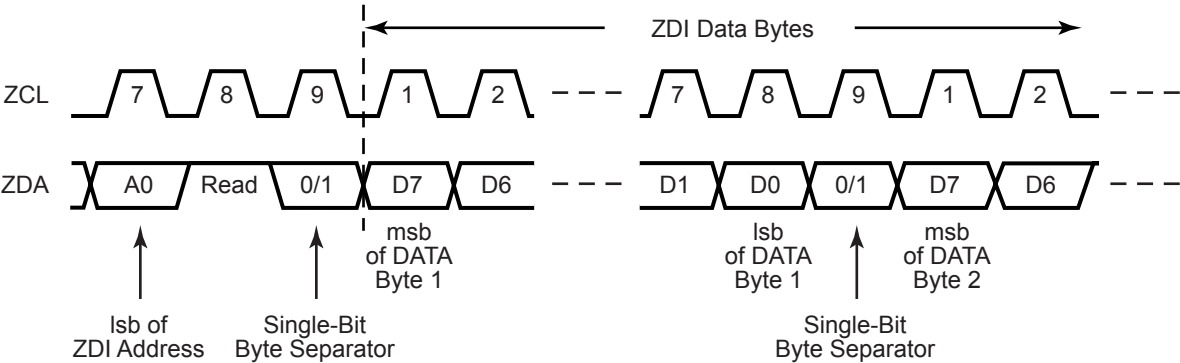 ZDI Data Bytes
ZCL 7 8 9 1 2 7 8 9 1 2
ZDA A0 Read 0/1 D7 D6 D1 D0 0/1 D7 D6
msb
of DATA
Byte 1
lsb
of DATA
Byte 1
msb
of DATA
Byte 2
lsb of
ZDI Address
Single-Bit
Byte Separator
Single-Bit
Byte Separator